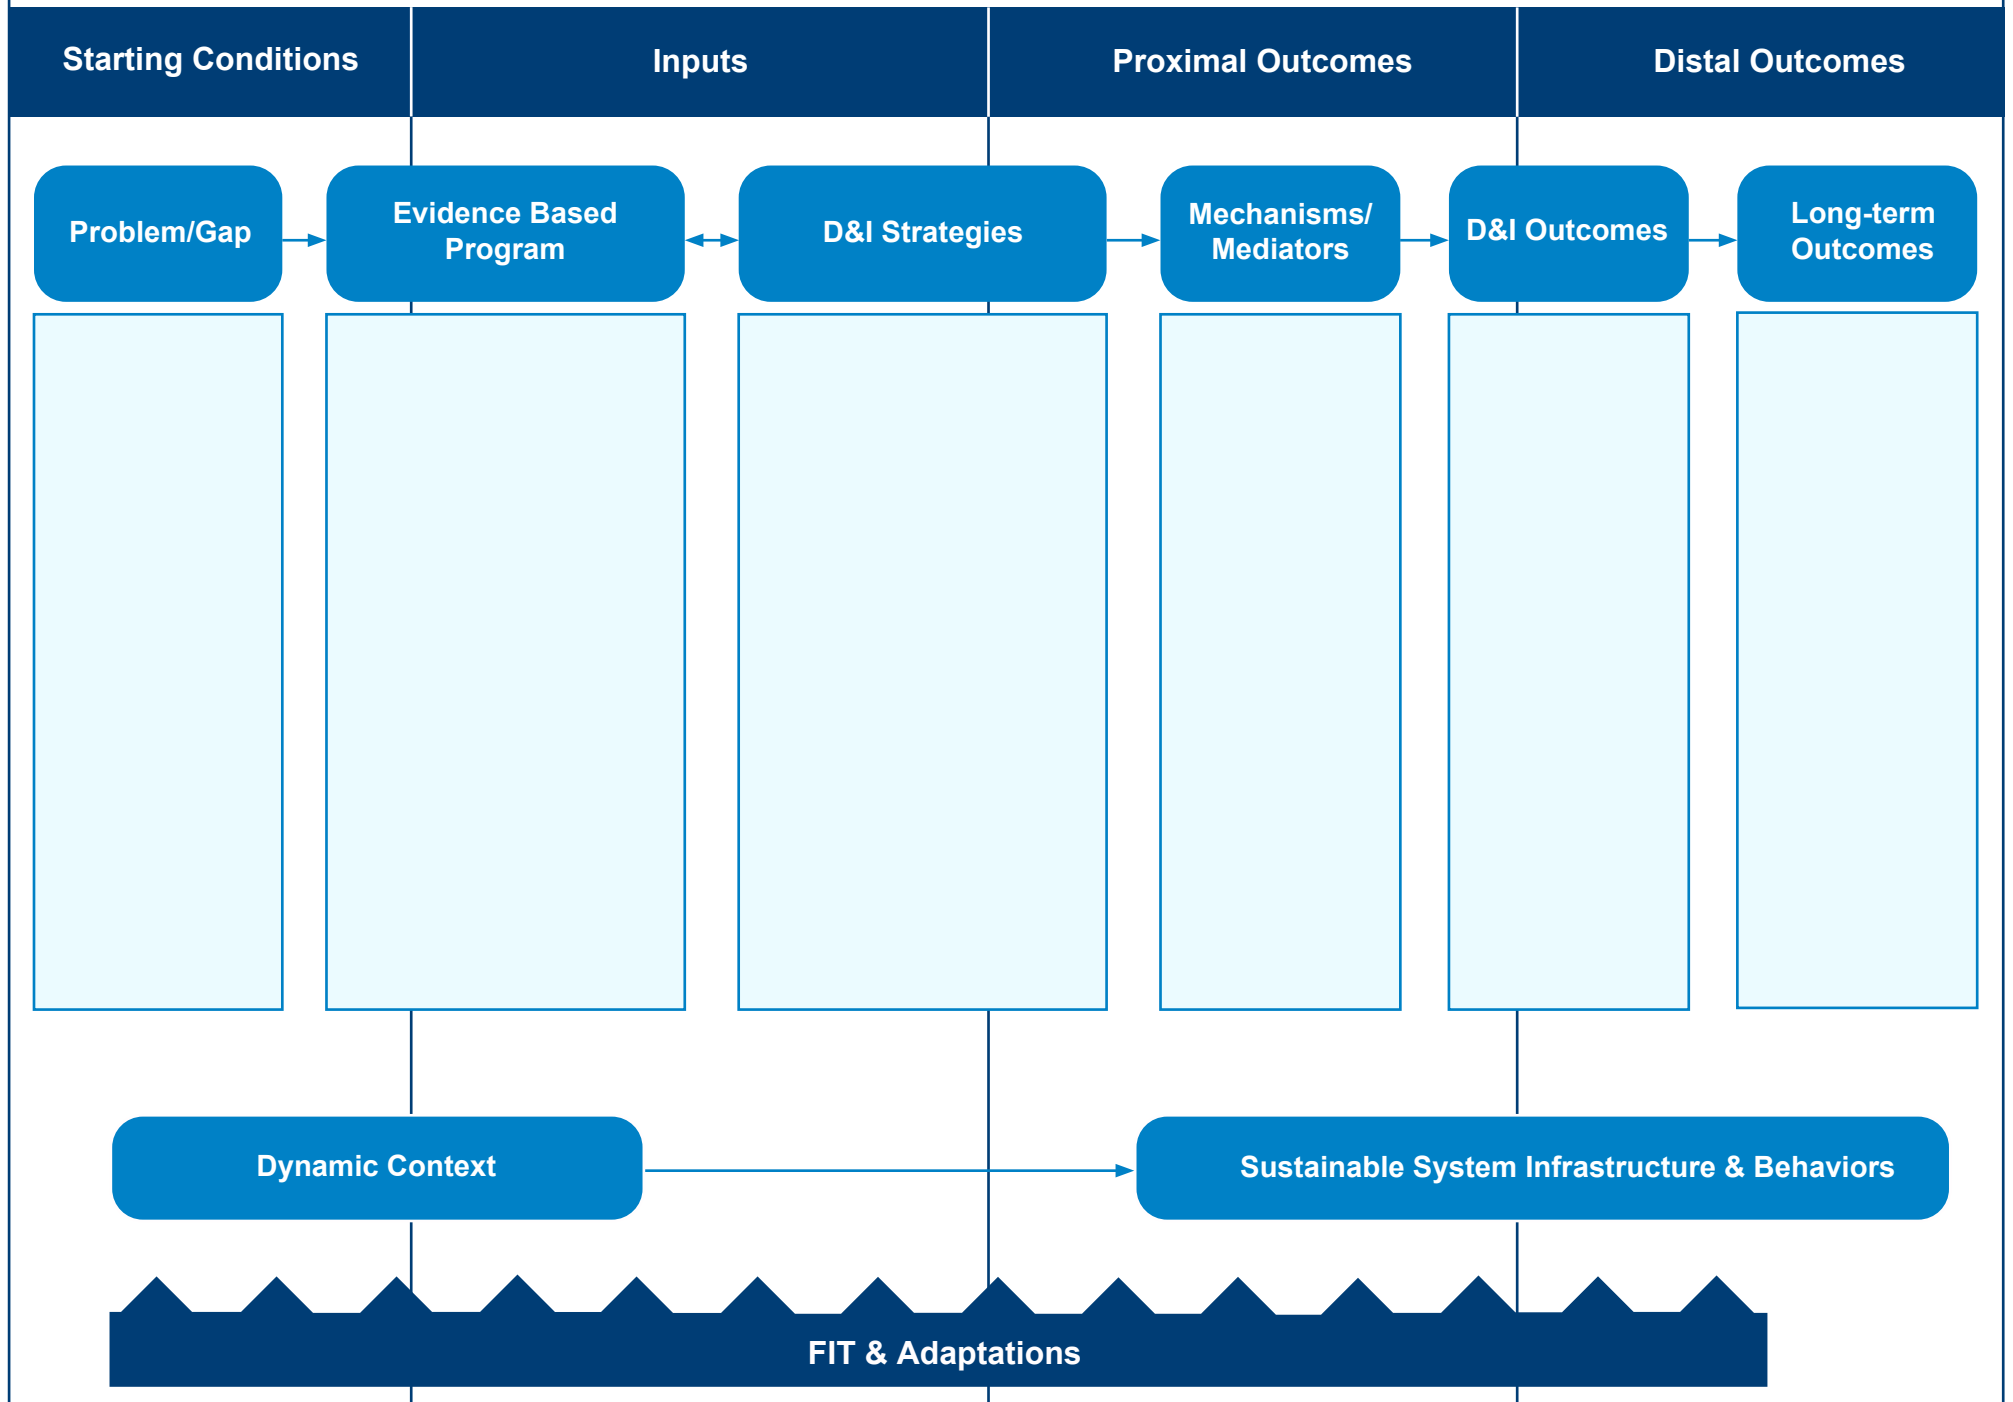 Starting Conditions
Inputs
Proximal Outcomes
Distal Outcomes
Problem/Gap
Evidence Based
Program
D&I Strategies
Mechanisms/
Mediators
D&I Outcomes
Long-term
Outcomes
Dynamic Context
Sustainable System Infrastructure & Behaviors
FIT & Adaptations